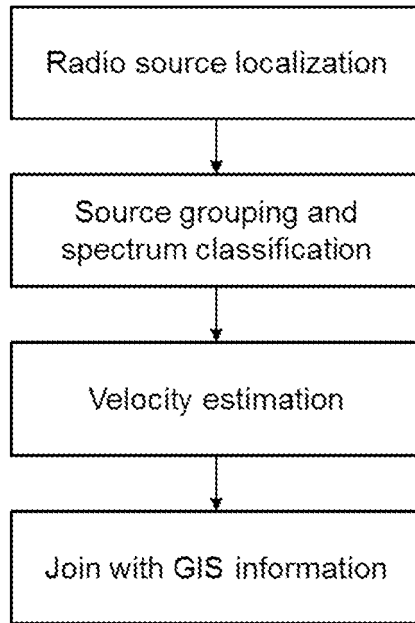 Radio source localization
Source grouping and
spectrum classification
Velocity estimation
Join with GIS information